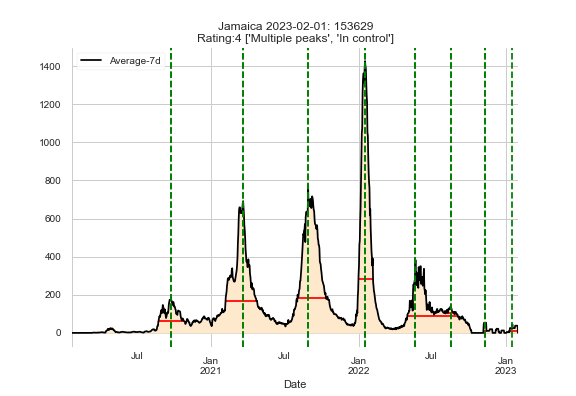 Jamaica 2023-02-01: 153629
Rating:4 ['Multiple peaks', 'In control']
Average-7d
1400
1200
1000
800
600
400
200
0
Jul
Jan
2021
Jul
Jan
2022
Jul
Jan
2023
Date